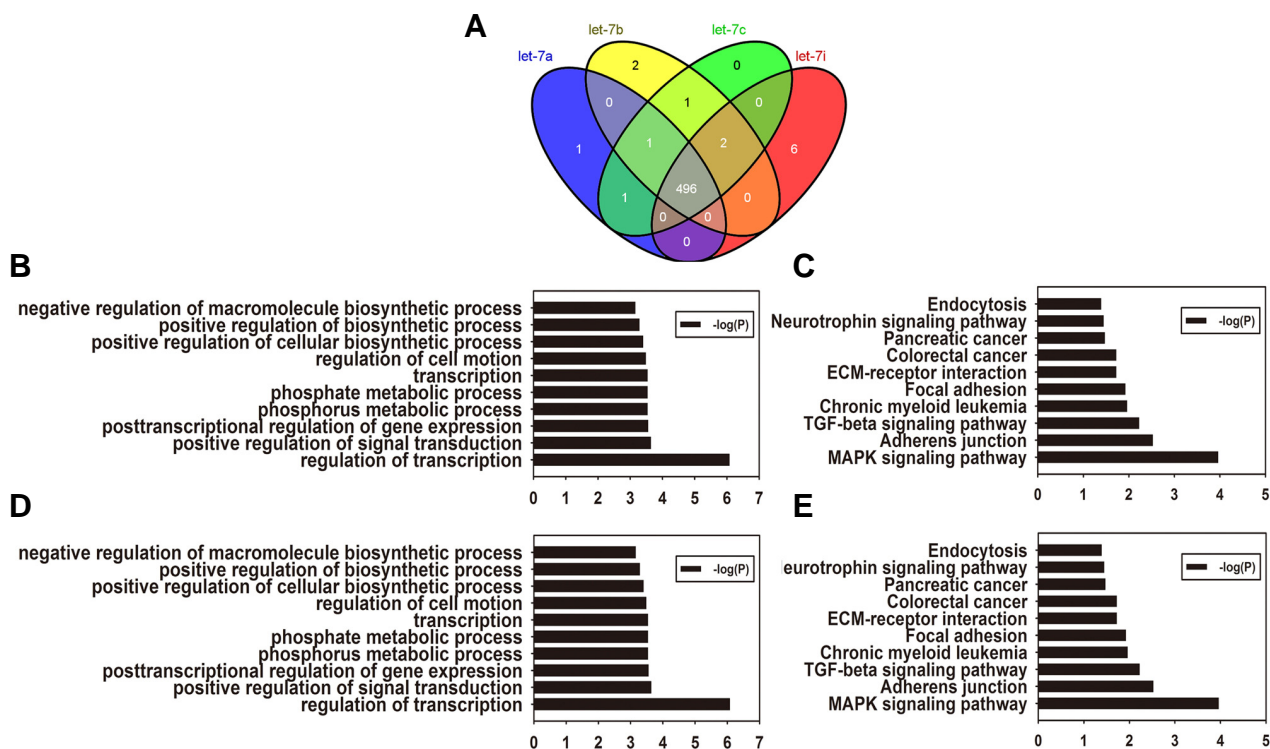 A
let-7a
let-7b
let-7c
let-7i
2
0
0
1
0
1
1
2
6
496
1
0
0
0
0
B
negative regulation of macromolecule biosynthetic process
positive regulation of biosynthetic process
positive regulation of cellular biosynthetic process
regulation of cell motion
transcription
phosphate metabolic process
phosphorus metabolic process
posttranscriptional regulation of gene expression
positive regulation of signal transduction
regulation of transcription
-log(P)
0 1 2 3 4 5 6 7
C
Endocytosis
Neurotrophin signaling pathway
Pancreatic cancer
Colorectal cancer
ECM-receptor interaction
Focal adhesion
Chronic myeloid leukemia
TGF-beta signaling pathway
Adherens junction
MAPK signaling pathway
-log(P)
0 1 2 3 4 5
D
negative regulation of macromolecule biosynthetic process
positive regulation of biosynthetic process
positive regulation of cellular biosynthetic process
regulation of cell motion
transcription
phosphate metabolic process
phosphorus metabolic process
posttranscriptional regulation of gene expression
positive regulation of signal transduction
regulation of transcription
-log(P)
0 1 2 3 4 5 6 7
E
Endocytosis
eurotrophin signaling pathway
Pancreatic cancer
Colorectal cancer
ECM-receptor interaction
Focal adhesion
Chronic myeloid leukemia
TGF-beta signaling pathway
Adherens junction
MAPK signaling pathway
-log(P)
0 1 2 3 4 5